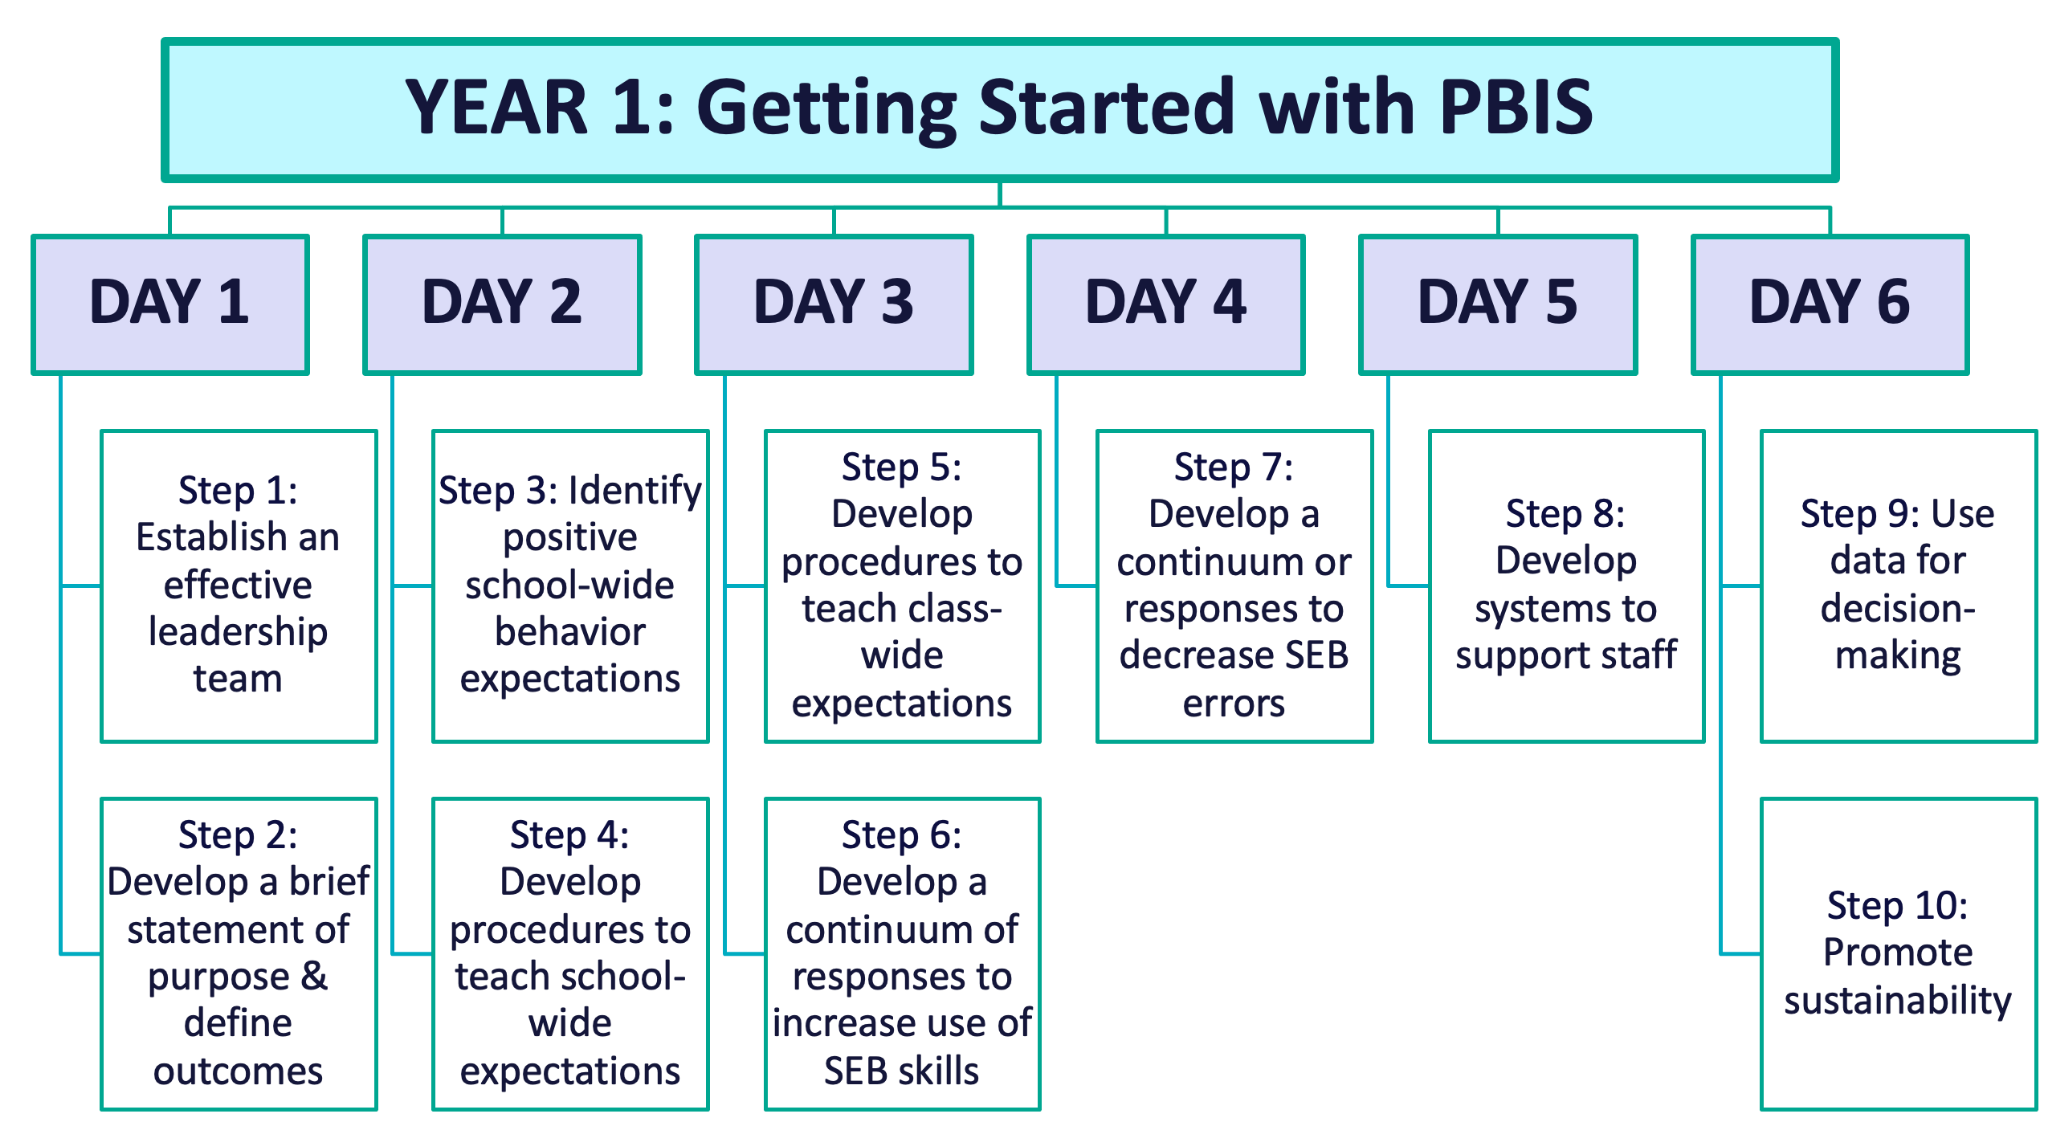 YEAR 1: Getting Started with PBIS
DAY 1
DAY 2
DAY 3
DAY 4
DAY 5
DAY 6
Step 1:
Establish an
effective
leadership
team
Step 2:
Develop a brief
statement of
purpose &
define
outcomes
Step 3: Identify
positive
school-wide
behavior
expectations
Step 4:
Develop
procedures to
teach school-
wide
expectations
Step 5:
Develop
procedures to
teach class-
wide
expectations
Step 6:
Develop a
continuum of
responses to
increase use of
SEB skills
Step 7:
Develop a
continuum or
responses to
decrease SEB
errors
Step 8:
Develop
systems to
support staff
Step 9: Use
data for
decision-
making
Step 10:
Promote
sustainability